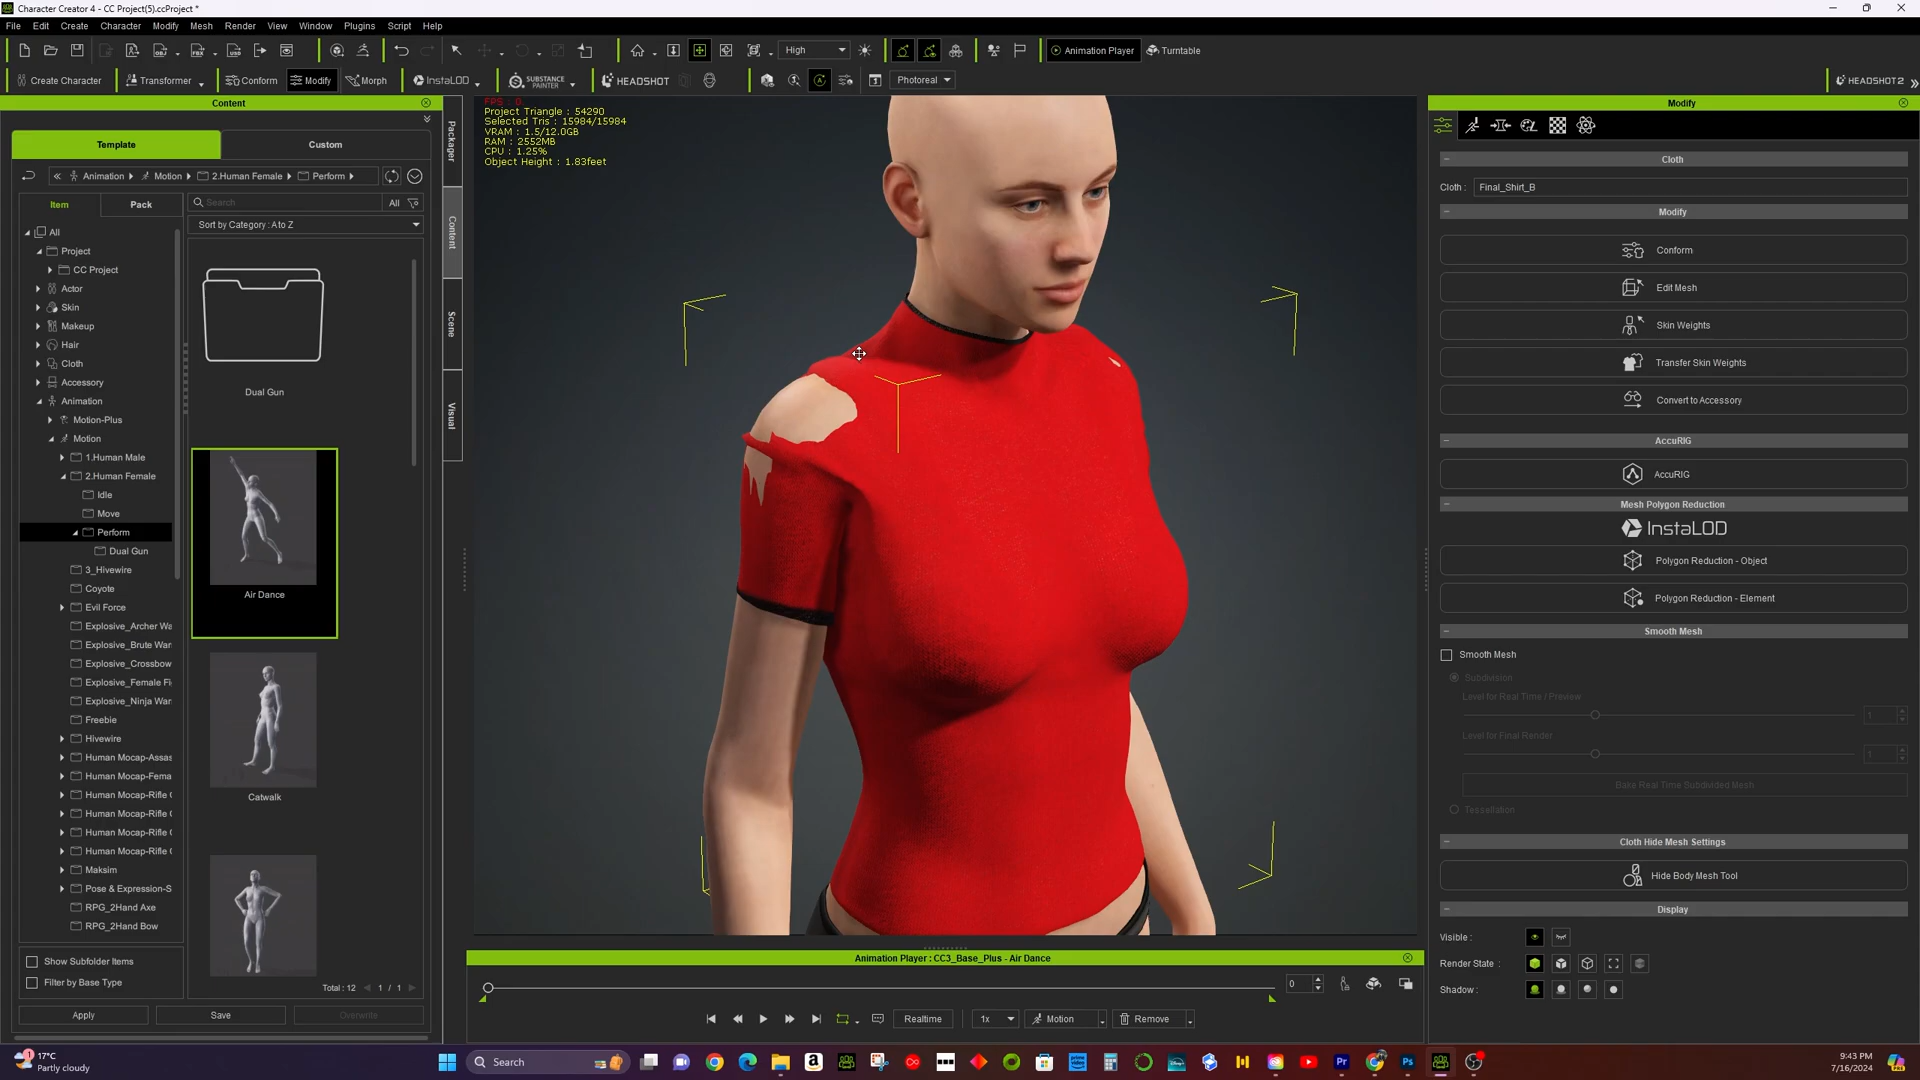 Character Creator 4 - CC Project(5).ccProject *
File Edit Create Character Modify Mesh Render View Window Plugins Script Help
High
Animation Player
Turntable
Create Character
Transformer
Conform
Modify
Morph
InstaLOD
SUBSTANCE PAINTER
HEADSHOT
Photoreal
HEADSHOT2
Content
Template
Custom
Animation
Motion
2.Human Female
Perform
Item
Pack
Search
All
Sort by Category : A to Z
All
Project
CC Project
Actor
Skin
Makeup
Hair
Cloth
Accessory
Animation
Motion-Plus
Motion
1.Human Male
2.Human Female
Idle
Move
Perform
Dual Gun
3_Hivewire
Coyote
Evil Force
Explosive_Archer Wa
Explosive_Brute War
Explosive_Crossbow
Explosive_Female Fi
Explosive_Ninja War
Freebie
Hivewire
Human Mocap-Assas
Human Mocap-Fema
Human Mocap-Rifle
Human Mocap-Rifle
Human Mocap-Rifle
Human Mocap-Rifle
Maksim
Pose & Expression-S
RPG_2Hand Axe
RPG_2Hand Bow
Dual Gun
Air Dance
Catwalk
Show Subfolder Items
Filter by Base Type
Total : 12
1 / 1
Apply
Save
Overwrite
Packager
Content
Scene
Visual
FPS : 0
Project Triangle : 54290
Selected Tris : 15984/15984
VRAM : 1.5/12.0GB
RAM : 2552MB
CPU : 1.25%
Object Height : 1.83feet
Animation Player : CC3_Base_Plus - Air Dance
0
Realtime
1x
Motion
Remove
Modify
Cloth
Cloth : Final_Shirt_B
Modify
Conform
Edit Mesh
Skin Weights
Transfer Skin Weights
Convert to Accessory
AccuRIG
AccuRIG
Mesh Polygon Reduction
InstaLOD
Polygon Reduction - Object
Polygon Reduction - Element
Smooth Mesh
Smooth Mesh
Subdivision
Level for Real Time / Preview
1
Level for Final Render
1
Bake Real Time Subdivided Mesh
Tessellation
Cloth Hide Mesh Settings
Hide Body Mesh Tool
Display
Visible :
Render State :
Shadow :
17°C
Partly cloudy
Search
9:43 PM
7/16/2024